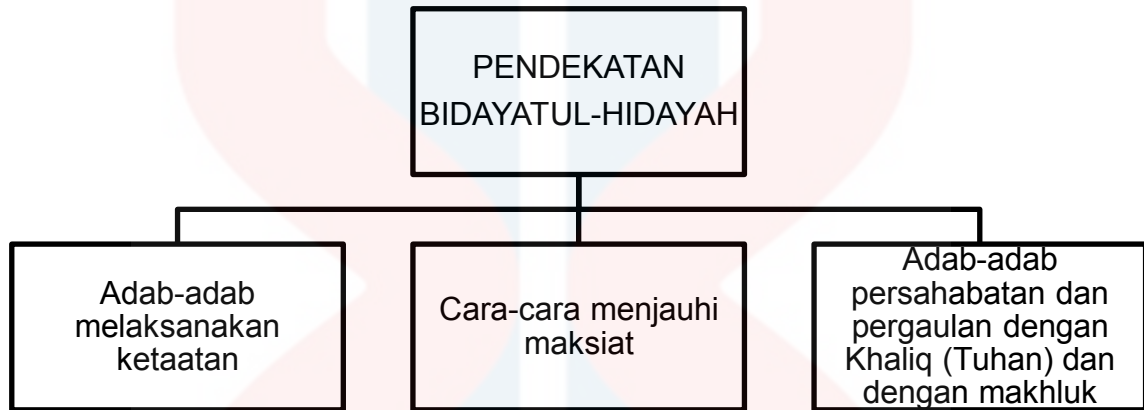 PENDEKATAN
BIDAYATUL-HIDAYAH
Adab-adab
melaksanakan
ketaatan
Cara-cara menjauhi
maksiat
Adab-adab
persahabatan dan
pergaulan dengan
Khaliq (Tuhan) dan
dengan makhluk